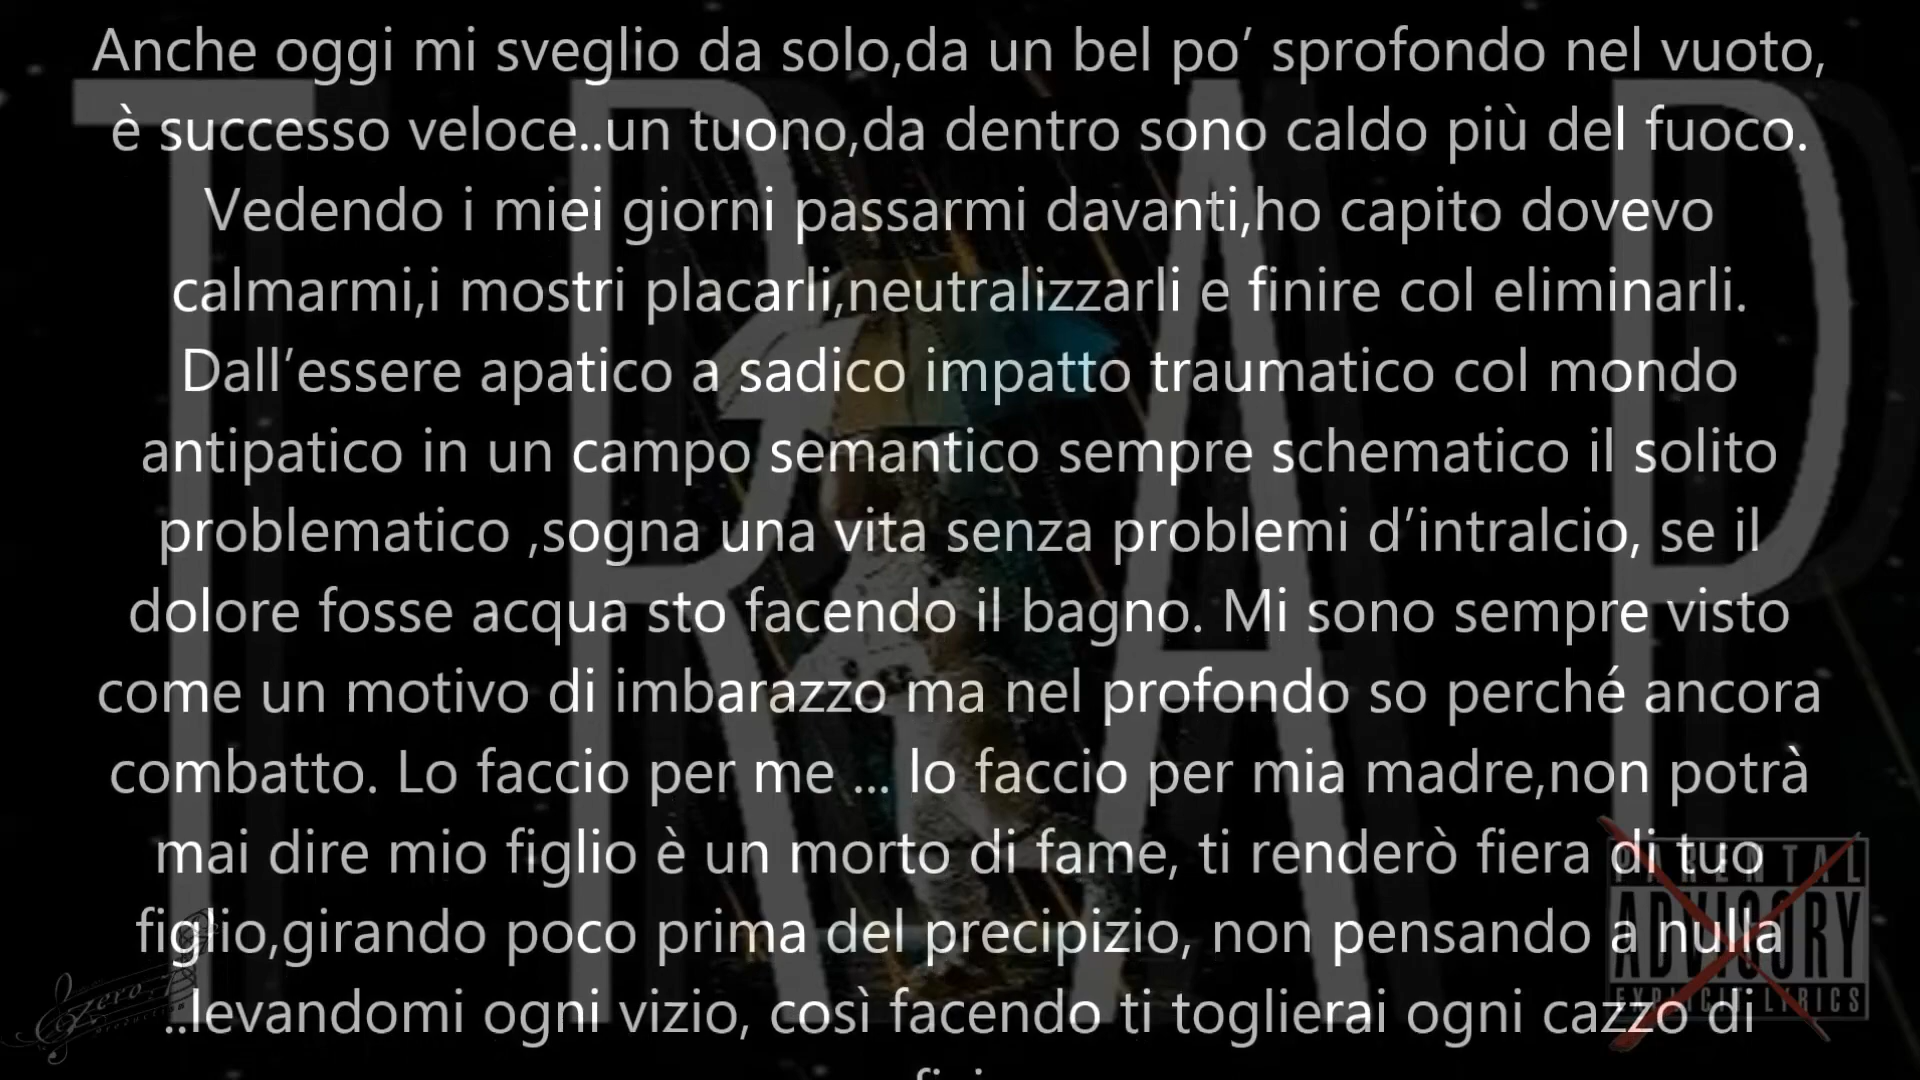 Anche oggi mi sveglio da solo,da un bel po’ sprofondo nel vuoto,
è successo veloce..un tuono,da dentro sono caldo più del fuoco.
Vedendo i miei giorni passarmi davanti,ho capito dovevo
calmarmi,i mostri placarli,neutralizzarli e finire col eliminarli.
Dall’essere apatico a sadico impatto traumatico col mondo
antipatico in un campo semantico sempre schematico il solito
problematico ,sogna una vita senza problemi d’intralcio, se il
dolore fosse acqua sto facendo il bagno. Mi sono sempre visto
come un motivo di imbarazzo ma nel profondo so perché ancora
combatto. Lo faccio per me ... lo faccio per mia madre,non potrà
mai dire mio figlio è un morto di fame, ti renderò fiera di tuo
figlio,girando poco prima del precipizio, non pensando a nulla
..levandomi ogni vizio, così facendo ti toglierai ogni cazzo di
TRAP
PARENTAL
ADVISORY
EXPLICIT LYRICS